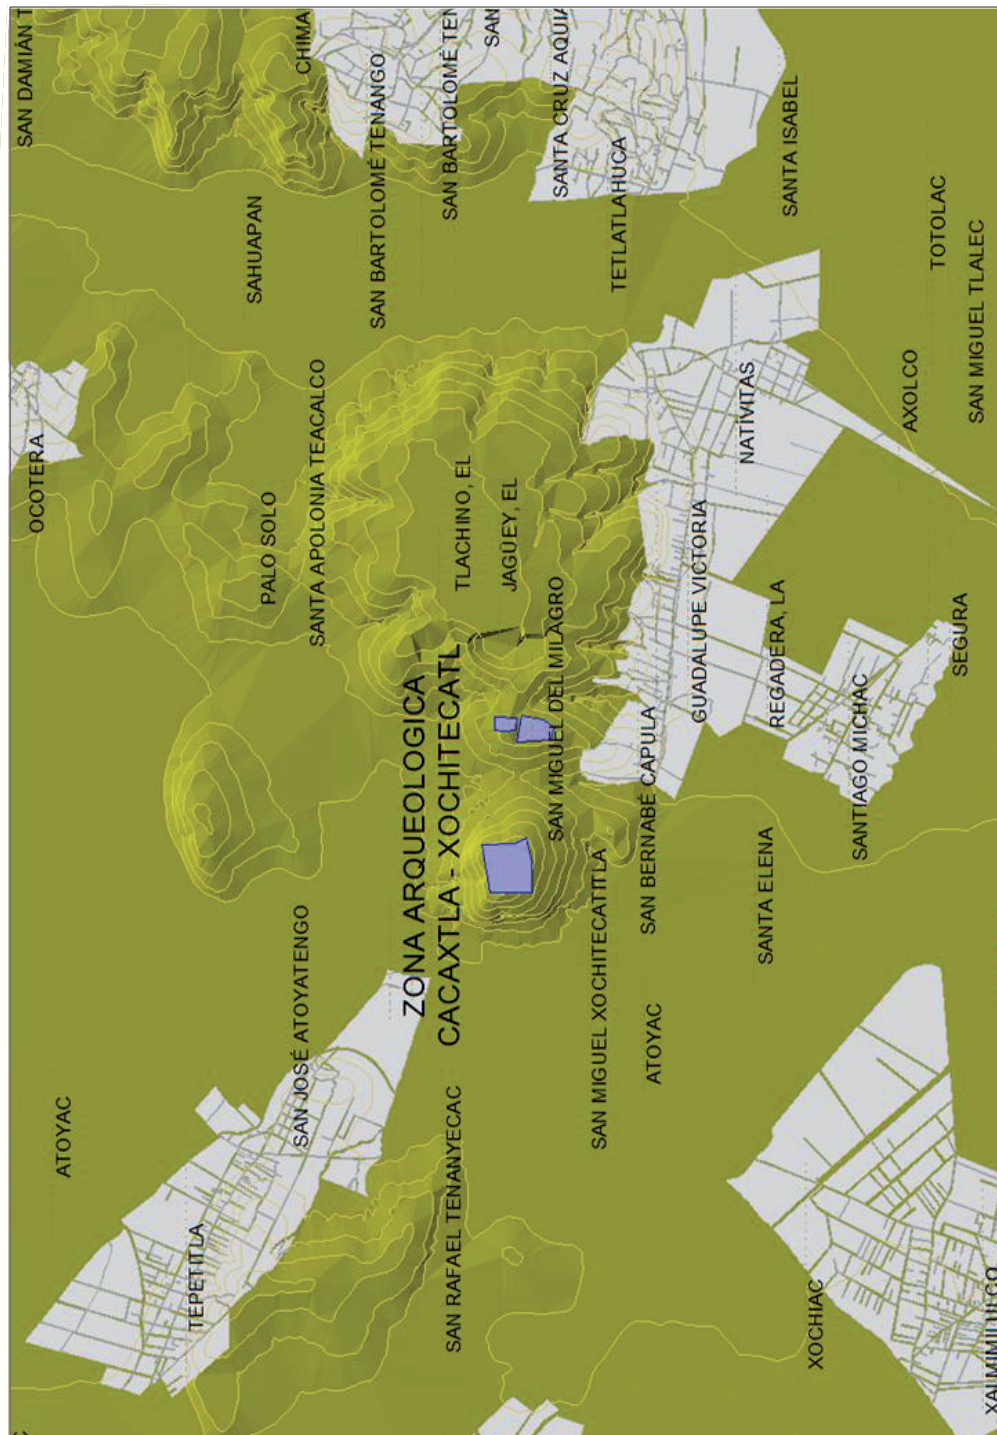 SAN DAMIÁN T
OCOTERA
ATOYAC
TEPETITLA
SAHUAPAN
PALO SOLO
SAN JOSÉ ATOYATENGO
CHIMA
SANTA APOLONIA TEACALCO
SAN BARTOLOMÉ TENANGO
ZONA ARQUEOLOGICA
CACAXTLA - XOCHITECATL
SAN BARTOLOMÉ TEN
SAN RAFAEL TENANYECAC
TLACHINO, EL
SAN
JAGÜEY, EL
SAN MIGUEL DEL MILAGRO
SANTA CRUZ AQUIA
SAN MIGUEL XOCHITECATITLA
TETLATLAHUCA
SAN BERNABÉ CAPULA
ATOYAC
GUADALUPE VICTORIA
NATIVITAS
SANTA ELENA
REGADERA, LA
SANTA ISABEL
XOCHIAC
SANTIAGO MICHAC
AXOLCO
TOTOLAC
SEGURA
SAN MIGUEL TLALEC
XALMIMILULCO